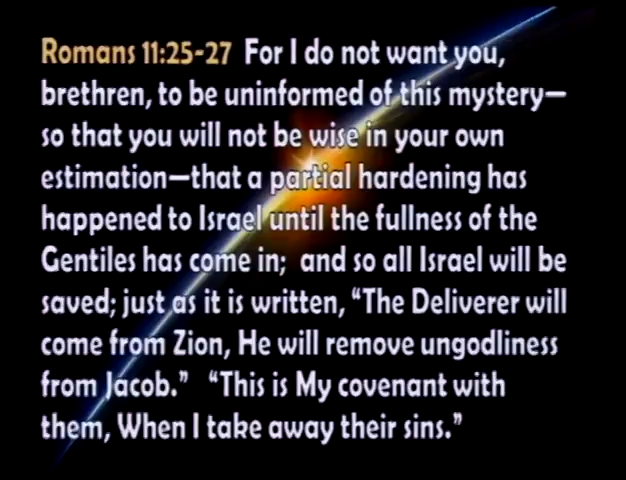 Romans 11:25-27 For I do not want you,
brethren, to be uninformed of this mystery—
so that you will not be wise in your own
estimation—that a partial hardening has
happened to Israel until the fullness of the
Gentiles has come in; and so all Israel will be
saved; just as it is written, “The Deliverer will
come from Zion, He will remove ungodliness
from Jacob.” “This is My covenant with
them, When I take away their sins.”